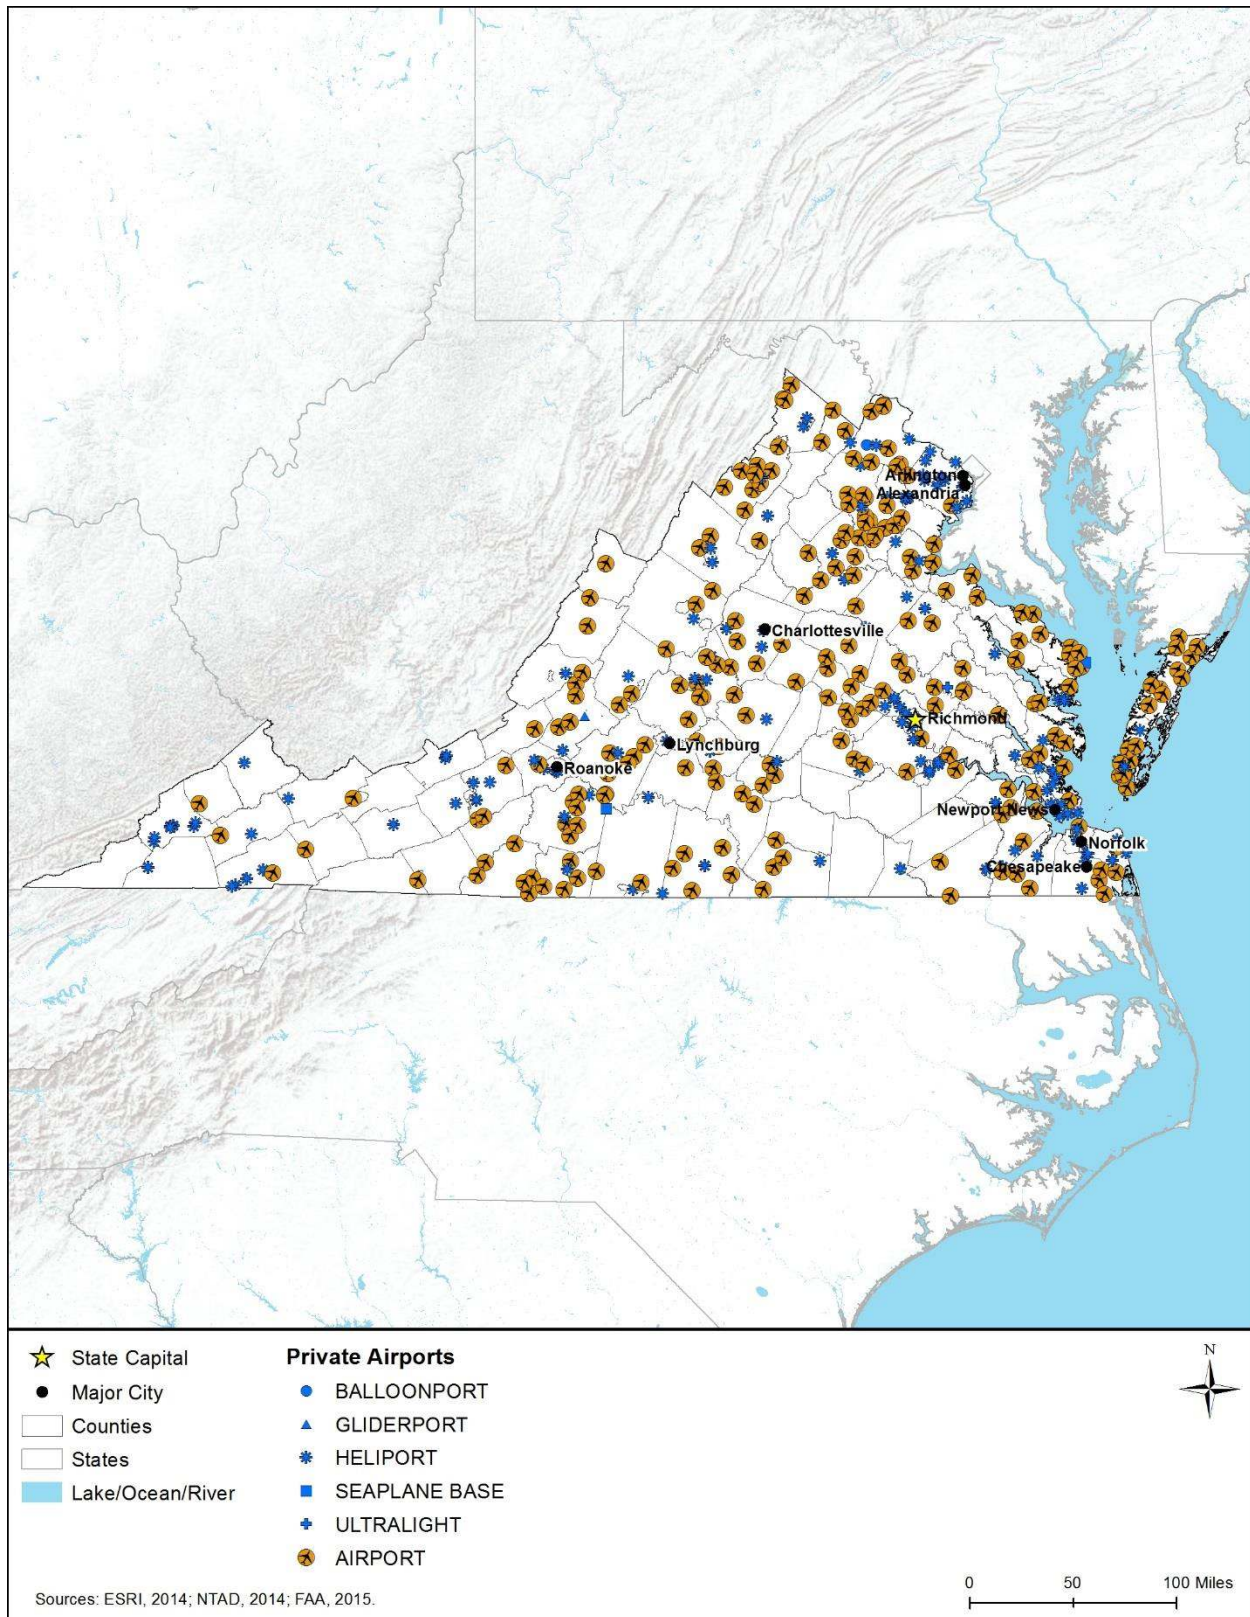 Arlington
Alexandria
Charlottesville
Richmond
Lynchburg
Roanoke
Newport News
Norfolk
Chesapeake
State Capital
Major City
Counties
States
Lake/Ocean/River
Private Airports
BALLOONPORT
GLIDERPORT
HELIPORT
SEAPLANE BASE
ULTRALIGHT
AIRPORT
N
0 50 100 Miles
Sources: ESRI, 2014; NTAD, 2014; FAA, 2015.